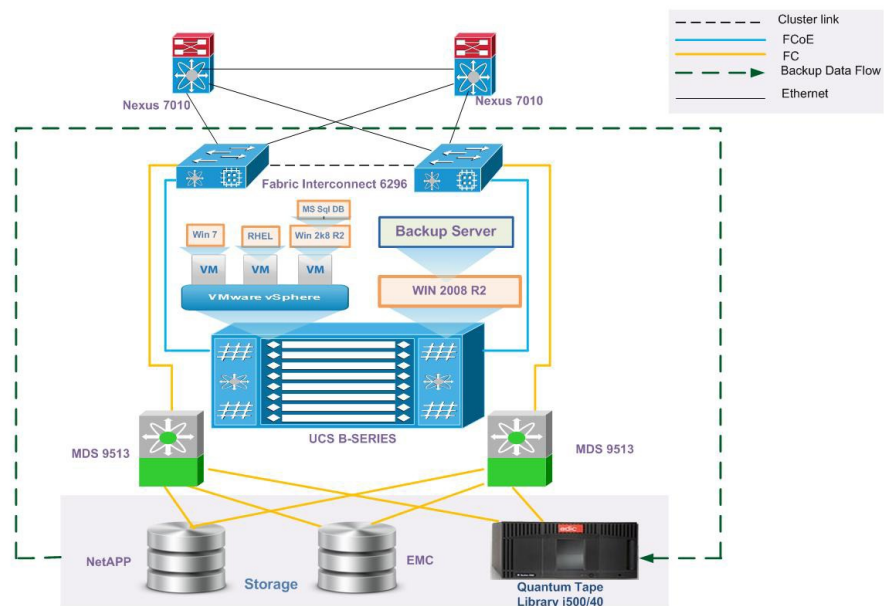 Cluster link
FCoE
FC
Backup Data Flow
Ethernet
Nexus 7010
Nexus 7010
Fabric Interconnect 6296
MS Sql DB
Win 7
RHEL
Win 2k8 R2
Backup Server
VM
VM
VM
VMware vSphere
WIN 2008 R2
UCS B-SERIES
MDS 9513
MDS 9513
NetAPP
EMC
Storage
Quantum Tape
Library i500/40